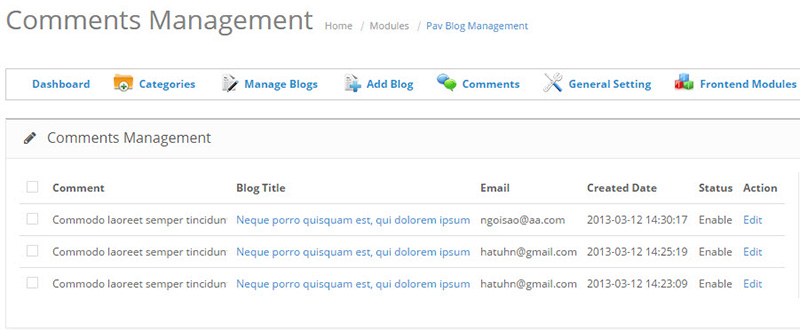 Comments Management Home / Modules / Pav Blog Management
Dashboard Categories Manage Blogs Add Blog Comments General Setting Frontend Modules
Comments Management
Comment Blog Title Email Created Date Status Action
Commodo laoreet semper tincidun Neque porro quisquam est, qui dolorem ipsum ngoisao@aa.com 2013-03-12 14:30:17 Enable Edit
Commodo laoreet semper tincidun Neque porro quisquam est, qui dolorem ipsum hatuhn@gmail.com 2013-03-12 14:25:19 Enable Edit
Commodo laoreet semper tincidun Neque porro quisquam est, qui dolorem ipsum hatuhn@gmail.com 2013-03-12 14:23:09 Enable Edit